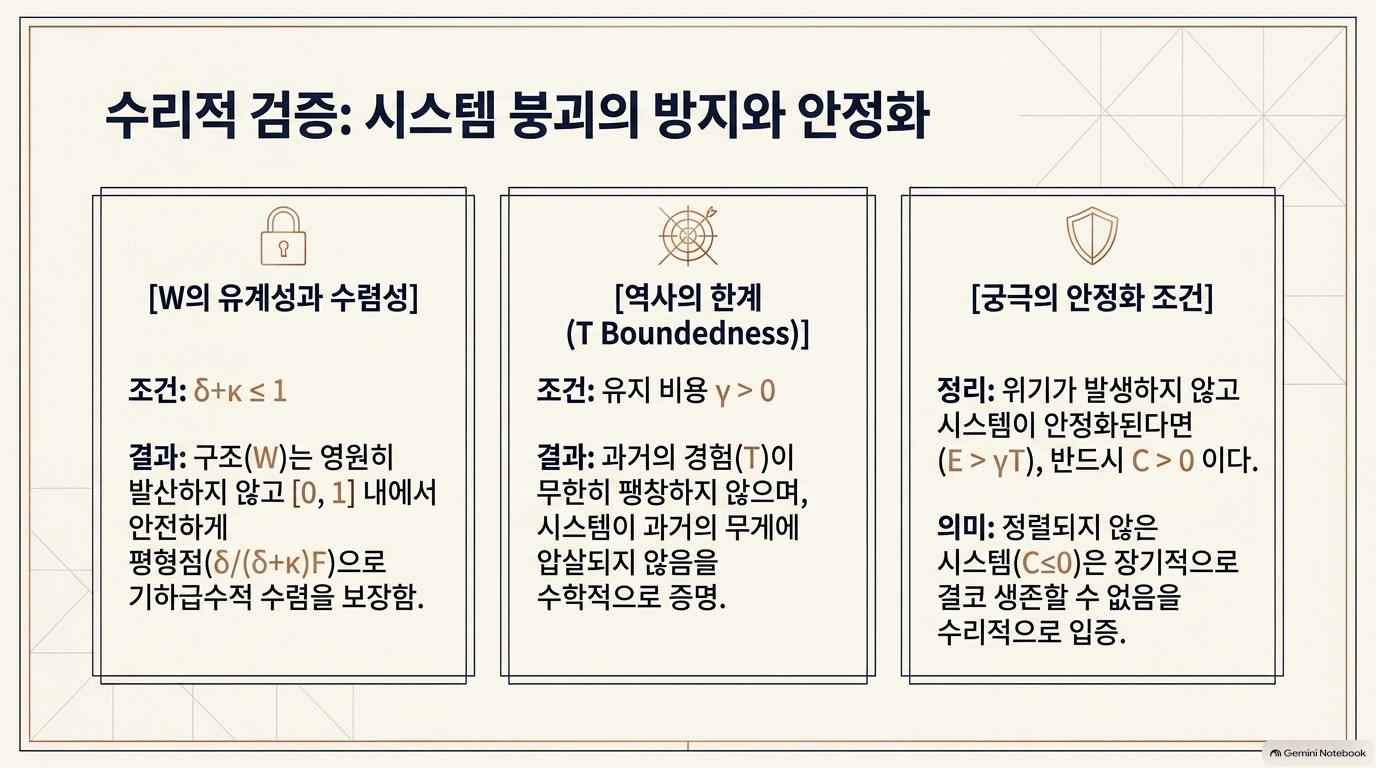 수리적 검증: 시스템 붕괴의 방지와 안정화
[W의 유계성과 수렴성]
조건: δ+κ ≤ 1
결과: 구조(W)는 영원히
발산하지 않고 [0, 1] 내에서
안전하게
평형점(δ/(δ+κ)F)으로
기하급수적 수렴을 보장함.
[역사의 한계
(T Boundedness)]
조건: 유지 비용 γ > 0
결과: 과거의 경험(T)이
무한히 팽창하지 않으며,
시스템이 과거의 무게에
압살되지 않음을
수학적으로 증명.
[궁극의 안정화 조건]
정리: 위기가 발생하지 않고
시스템이 안정화된다면
(E > γT), 반드시 C > 0 이다.
의미: 정렬되지 않은
시스템(C≤0)은 장기적으로
결코 생존할 수 없음을
수리적으로 입증.
Gemini Notebook